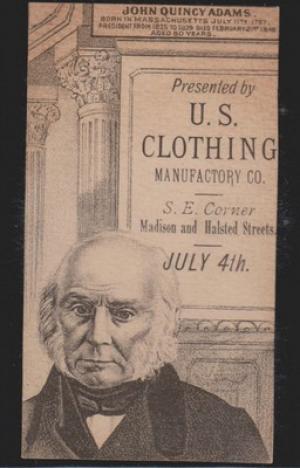 JOHN QUINCY ADAMS.
BORN IN MASSACHUSETTS JULY 11TH 1767.
PRESIDENT FROM 1825 TO 1829 DIED FEBRUARY 21ST 1848
AGED 80 YEARS.
Presented by
U. S.
CLOTHING
MANUFACTORY CO.
S. E. Corner
Madison and Halsted Streets.
JULY 4th.